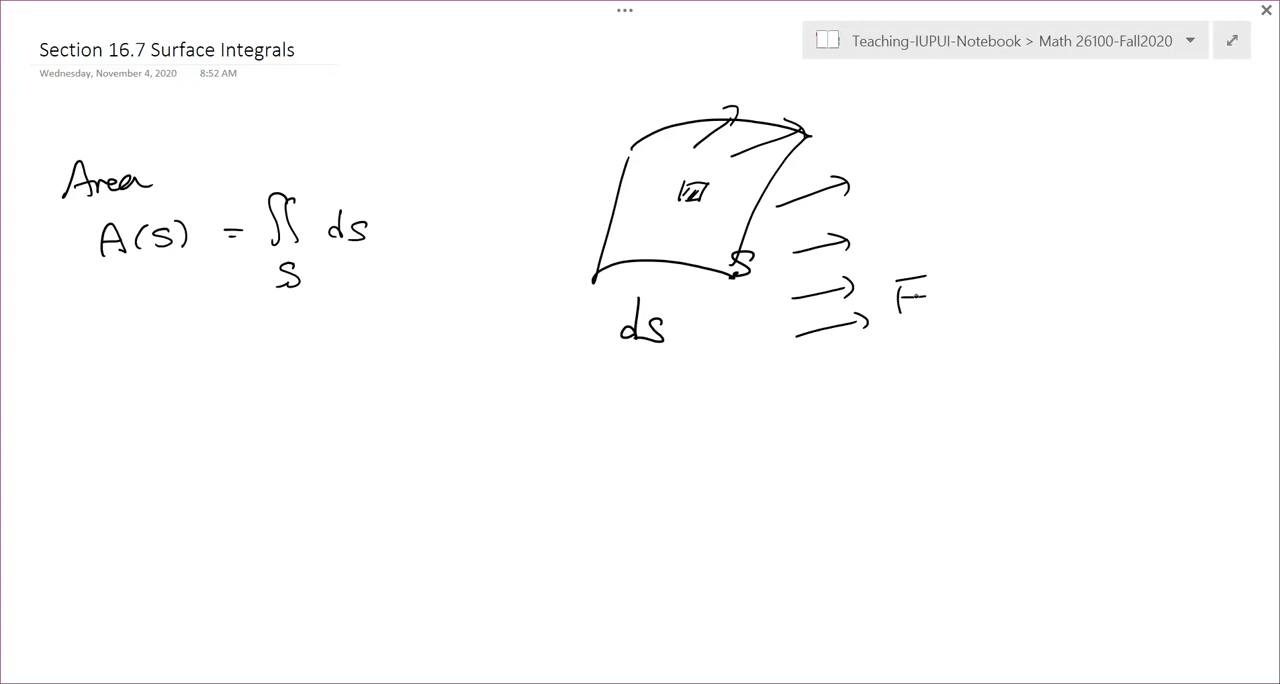 Section 16.7 Surface Integrals
Teaching-IUPUI-Notebook > Math 26100-Fall2020
Wednesday, November 4, 2020 8:52 AM
Area
A(S) = ∬ ds
S
S
ds
F